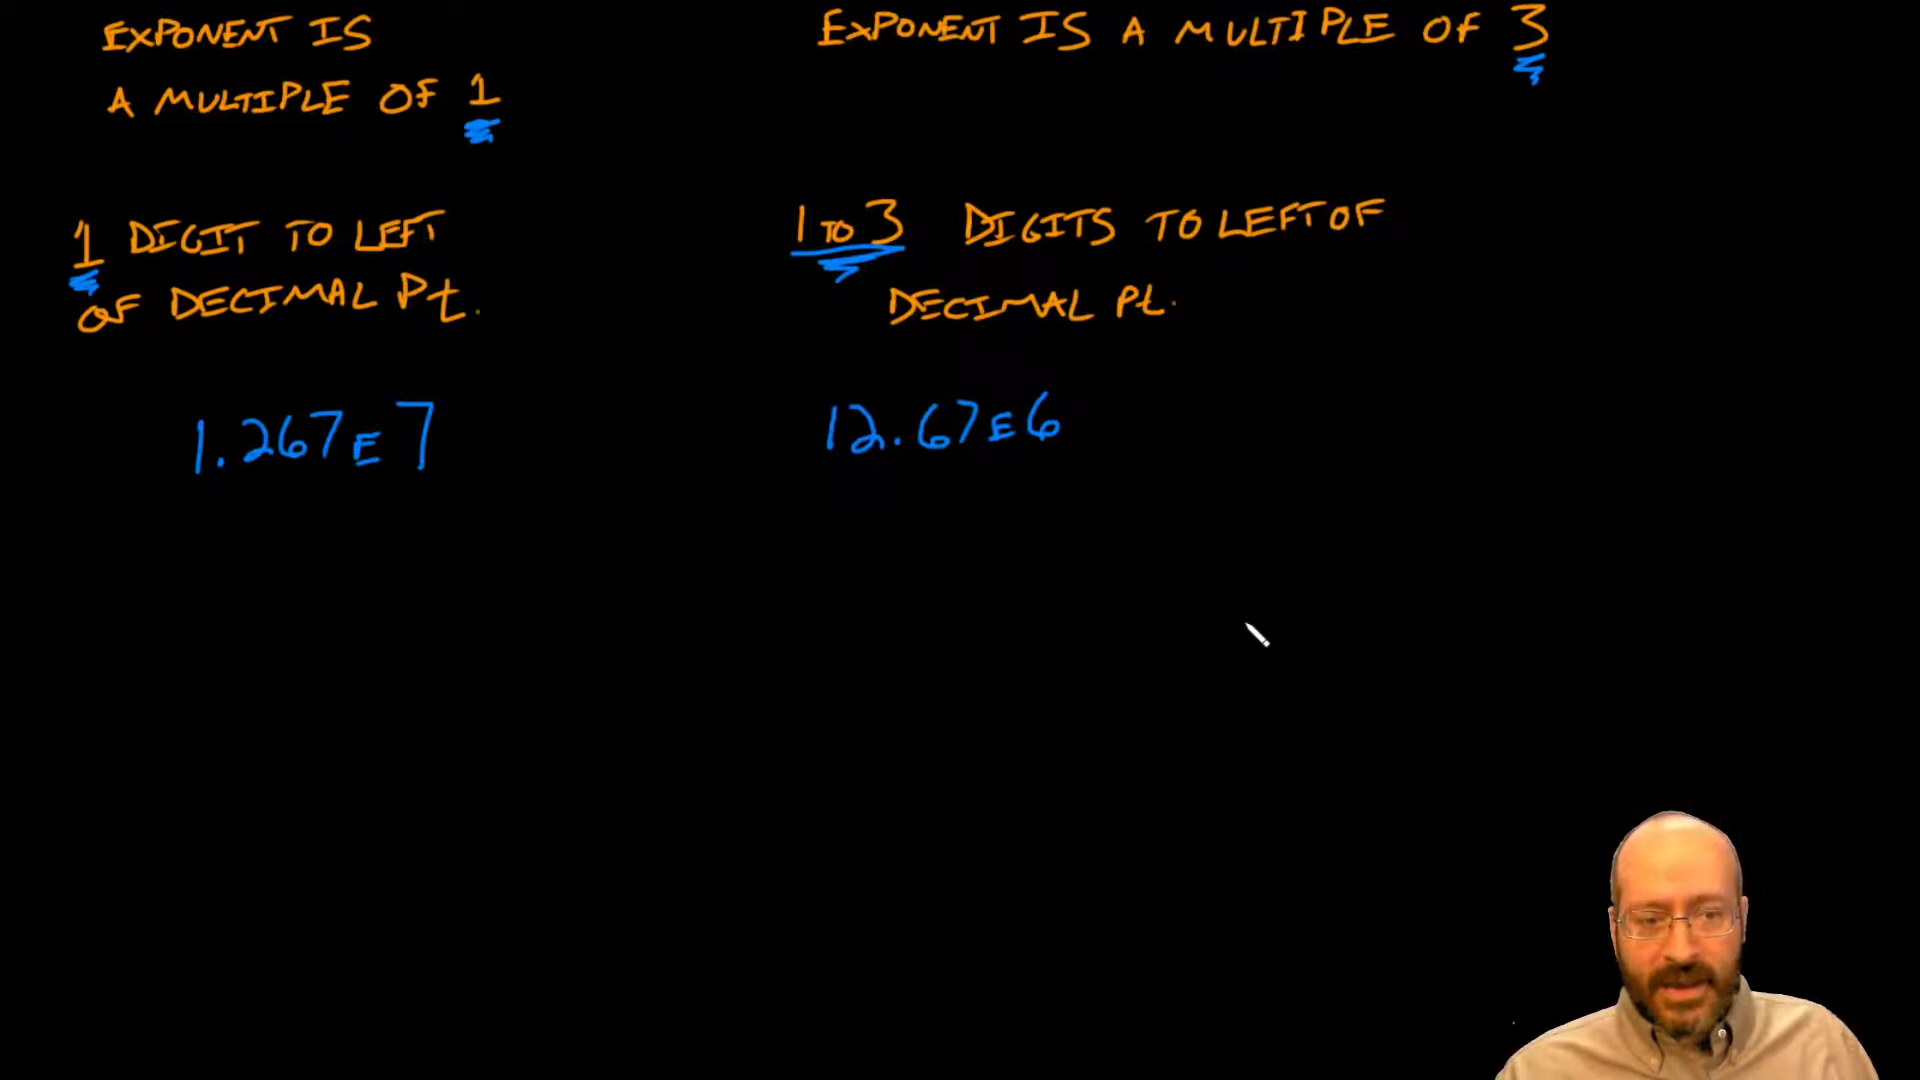 EXPONENT IS
A MULTIPLE OF 1
1 DIGIT TO LEFT
OF DECIMAL Pt.
1.267E7
EXPONENT IS A MULTIPLE OF 3
1 TO 3 DIGITS TO LEFT OF
DECIMAL Pt.
12.67E6